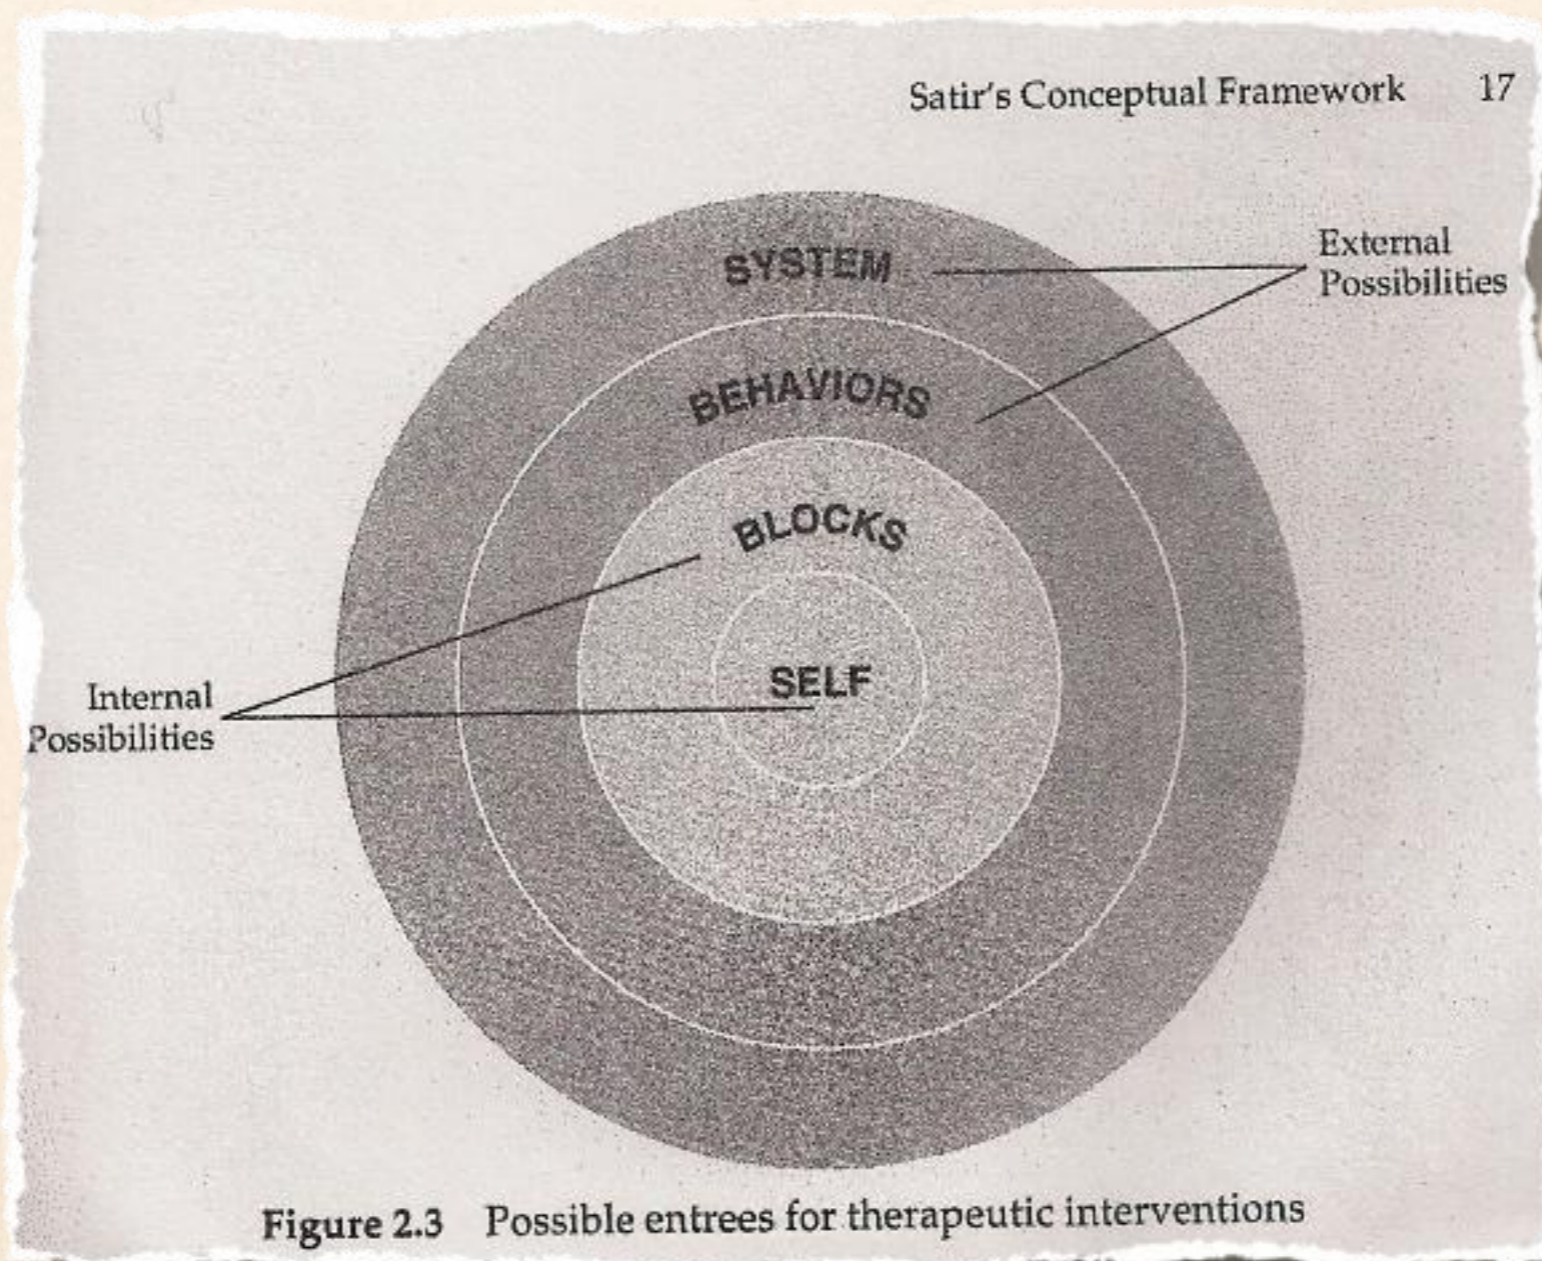 Satir's Conceptual Framework 17
SYSTEM
External
Possibilities
BEHAVIORS
BLOCKS
SELF
Internal
Possibilities
Figure 2.3 Possible entrees for therapeutic interventions